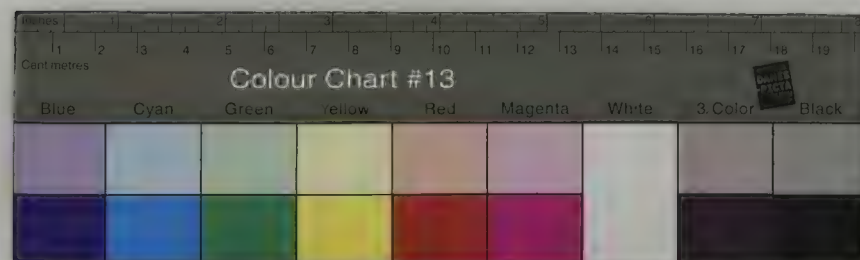 Inches 1 2 3 4 5 6 7
1 2 3 4 5 6 7 8 9 10 11 12 13 14 15 16 17 18 19
Centimetres
Colour Chart #13
DANES
-PICTA
Blue Cyan Green Yellow Red Magenta White 3.Color Black